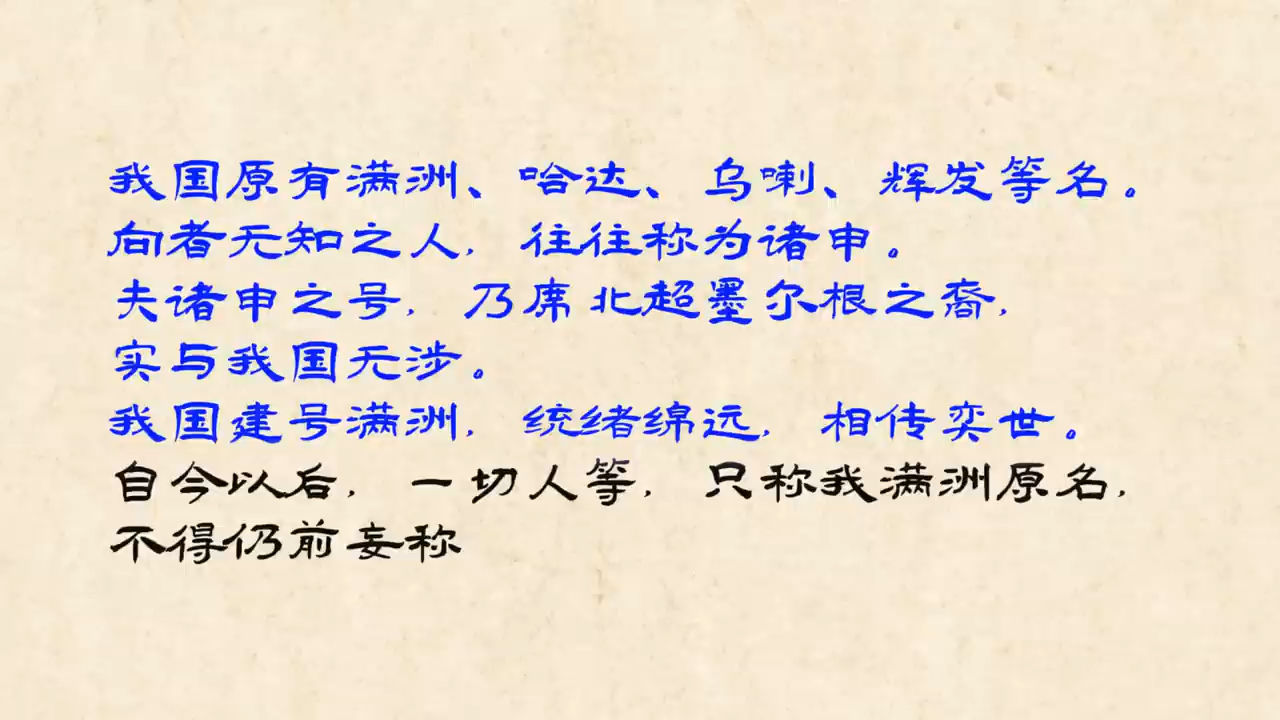 我国原有满洲、哈达、乌喇、辉发等名。
向者无知之人，往往称为诸申。
夫诸申之号，乃席北超墨尔根之裔，
实与我国无涉。
我国建号满洲，统绪绵远，相传奕世。
自今以后，一切人等，只称我满洲原名，
不得仍前妄称